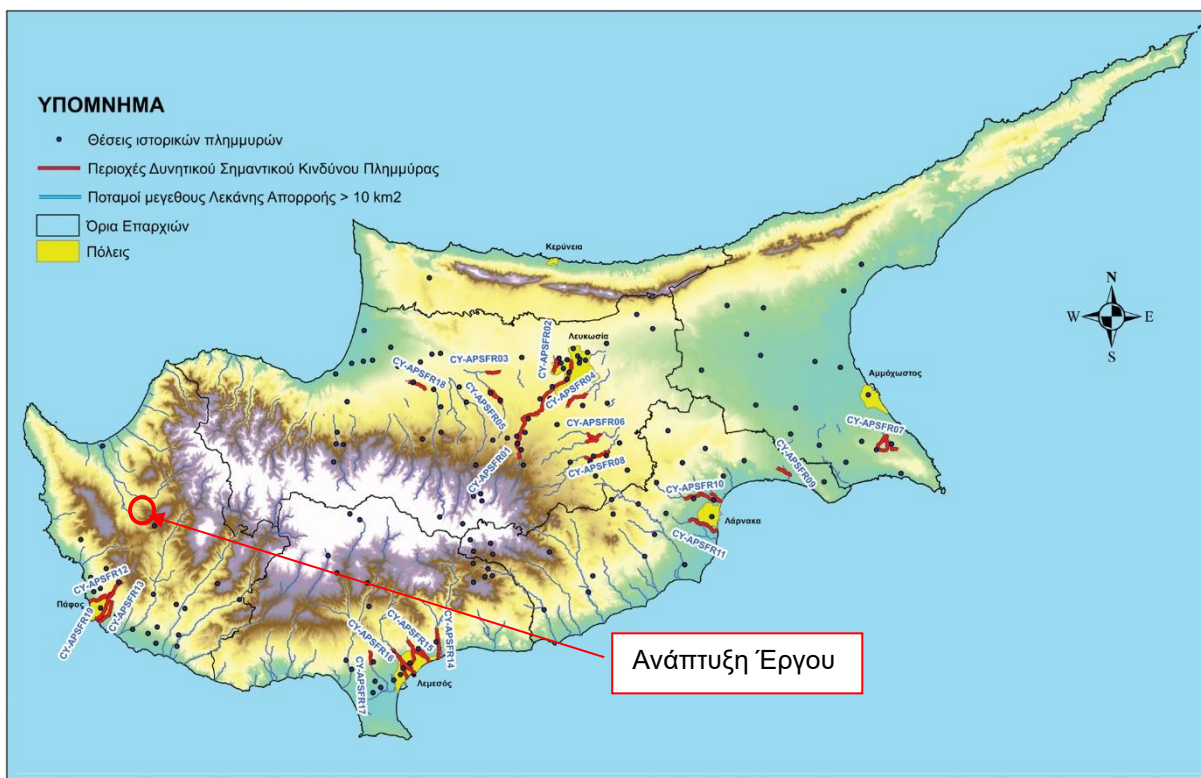 ΥΠΟΜΝΗΜΑ
Θέσεις ιστορικών πλημμυρών
Περιοχές Δυνητικού Σημαντικού Κινδύνου Πλημμύρας
Ποταμοί μεγεθους Λεκάνης Απορροής > 10 km2
Όρια Επαρχιών
Πόλεις
Κερύνεια
N
W
E
S
CY-APSFR02
Λευκωσία
CY-APSFR03
CY-APSFR18
CY-APSFR04
CY-APSFR05
Αμμόχωστος
CY-APSFR06
CY-APSFR07
CY-APSFR01
CY-APSFR08
CY-APSFR09
CY-APSFR10
Λάρνακα
CY-APSFR11
CY-APSFR12
CY-APSFR13
Πάφος
CY-APSFR19
CY-APSFR14
CY-APSFR15
CY-APSFR16
Λεμεσός
CY-APSFR17
Ανάπτυξη Έργου